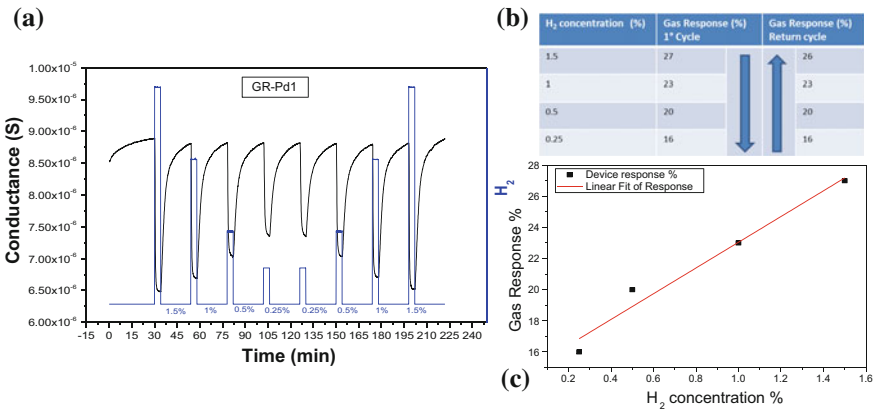 (a)
GR-Pd1
Conductance (S)
1.00x10⁻⁵
9.50x10⁻⁶
9.00x10⁻⁶
8.50x10⁻⁶
8.00x10⁻⁶
7.50x10⁻⁶
7.00x10⁻⁶
6.50x10⁻⁶
6.00x10⁻⁶
H₂
1.5% 1% 0.5% 0.25% 0.25% 0.5% 1% 1.5%
-15 0 15 30 45 60 75 90 105 120 135 150 165 180 195 210 225 240
Time (min)
(b)
H₂ concentration (%) Gas Response (%) 1° Cycle Gas Response (%) Return cycle
1.5 27 26
1 23 23
0.5 20 20
0.25 16 16
(c)
Device response %
Linear Fit of Response
Gas Response %
28
26
24
22
20
18
16
0.2 0.4 0.6 0.8 1.0 1.2 1.4 1.6
H₂ concentration %